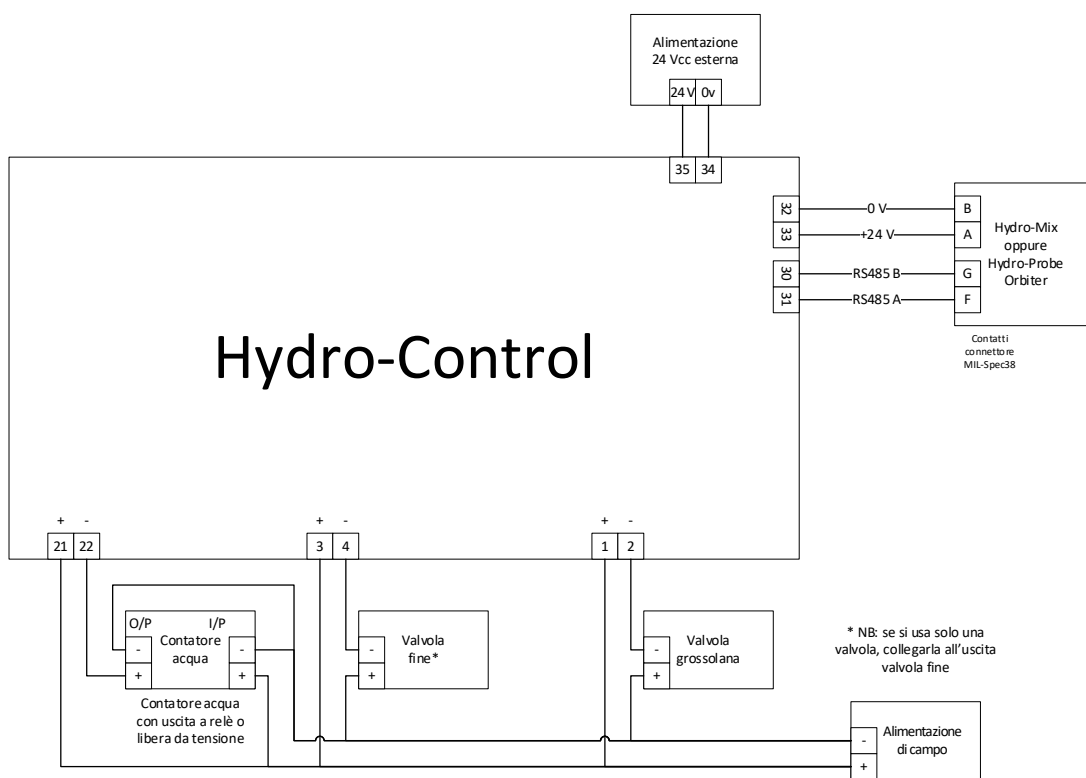 Alimentazione
24 Vcc esterna
24 V 0v
35 34
32 0 V B
33 +24 V A
30 RS485 B G
31 RS485 A F
Hydro-Mix
oppure
Hydro-Probe
Orbiter
Contatti
connettore
MIL-Spec38
Hydro-Control
+ - + - + -
21 22 3 4 1 2
O/P I/P
Contatore
acqua
- -
+ +
Contatore acqua
con uscita a relè o
libera da tensione
Valvola
fine*
-
+
Valvola
grossolana
-
+
* NB: se si usa solo una
valvola, collegarla all'uscita
valvola fine
Alimentazione
di campo
-
+